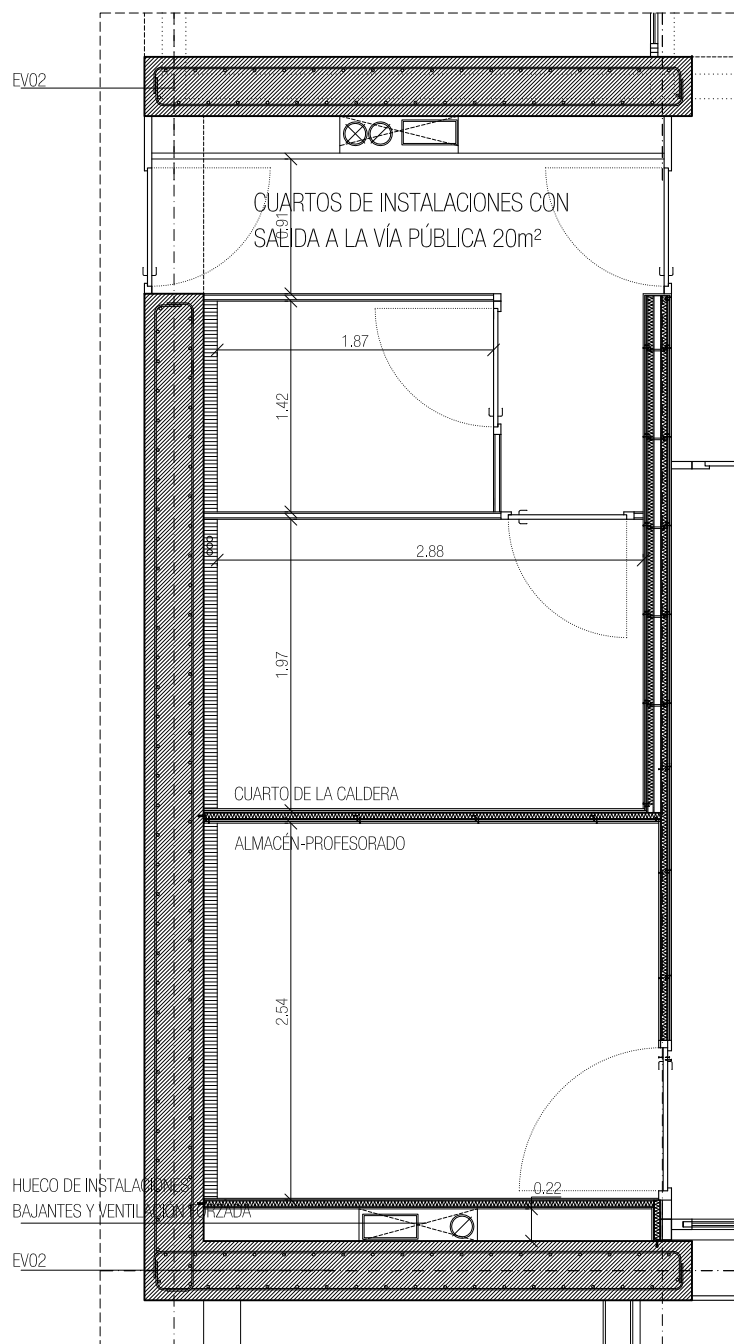 EV02
CUARTOS DE INSTALACIONES CON
SALIDA A LA VÍA PÚBLICA 20m²
0.91
1.87
1.42
2.88
1.97
CUARTO DE LA CALDERA
ALMACÉN-PROFESORADO
2.54
HUECO DE INSTALACIONES
0.22
BAJANTES Y VENTILACIÓN FORZADA
EV02